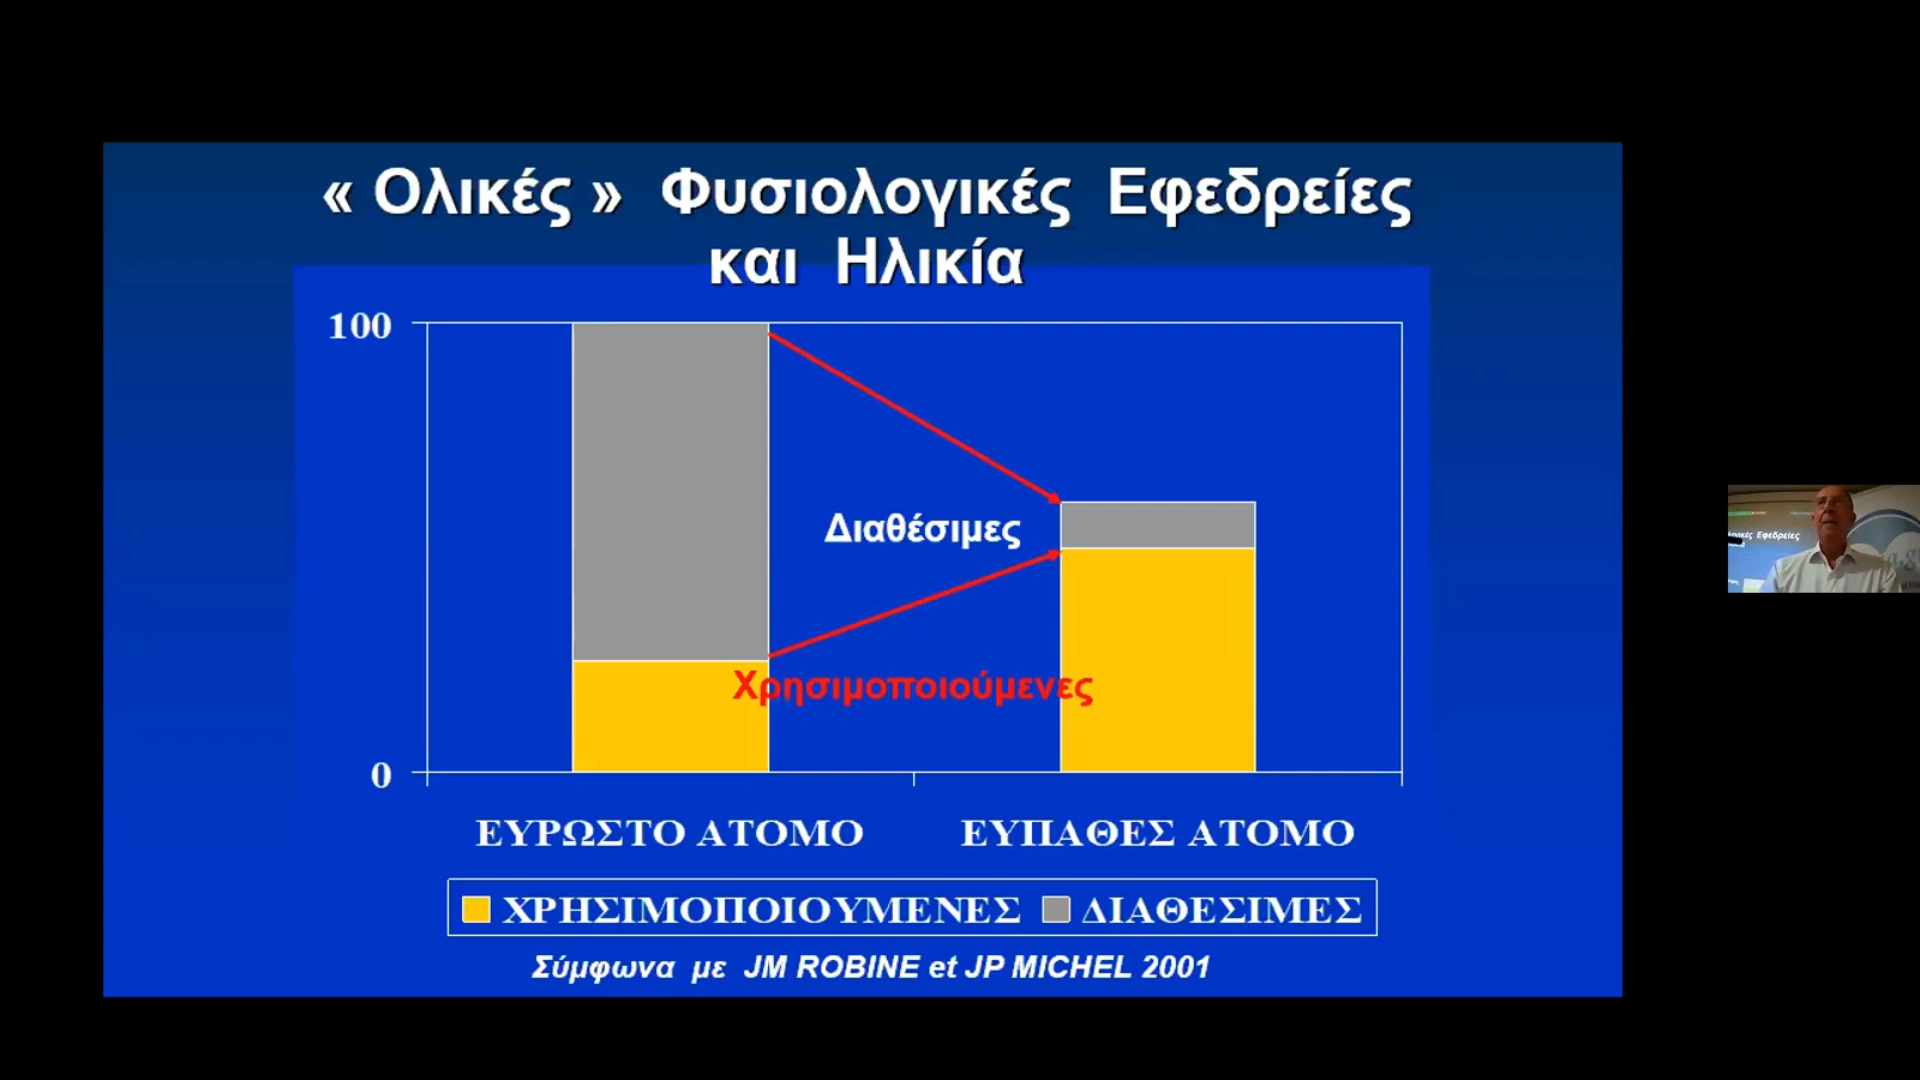 « Ολικές » Φυσιολογικές Εφεδρείες
και Ηλικία
100
Διαθέσιμες
Χρησιμοποιούμενες
0
ΕΥΡΩΣΤΟ ΑΤΟΜΟ ΕΥΠΑΘΕΣ ΑΤΟΜΟ
ΧΡΗΣΙΜΟΠΟΙΟΥΜΕΝΕΣ ΔΙΑΘΕΣΙΜΕΣ
Σύμφωνα με JM ROBINE et JP MICHEL 2001
Εφεδρείες